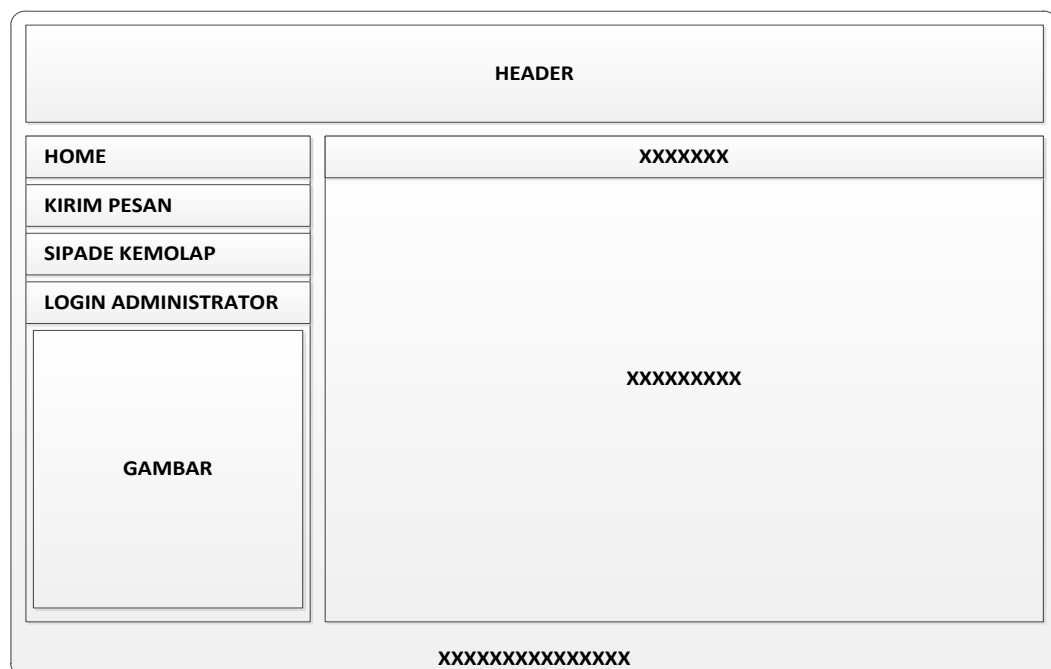 HEADER
HOME
KIRIM PESAN
SIPADE KEMOLAP
LOGIN ADMINISTRATOR
GAMBAR
XXXXXXX
XXXXXXXXX
XXXXXXXXXXXXXXX